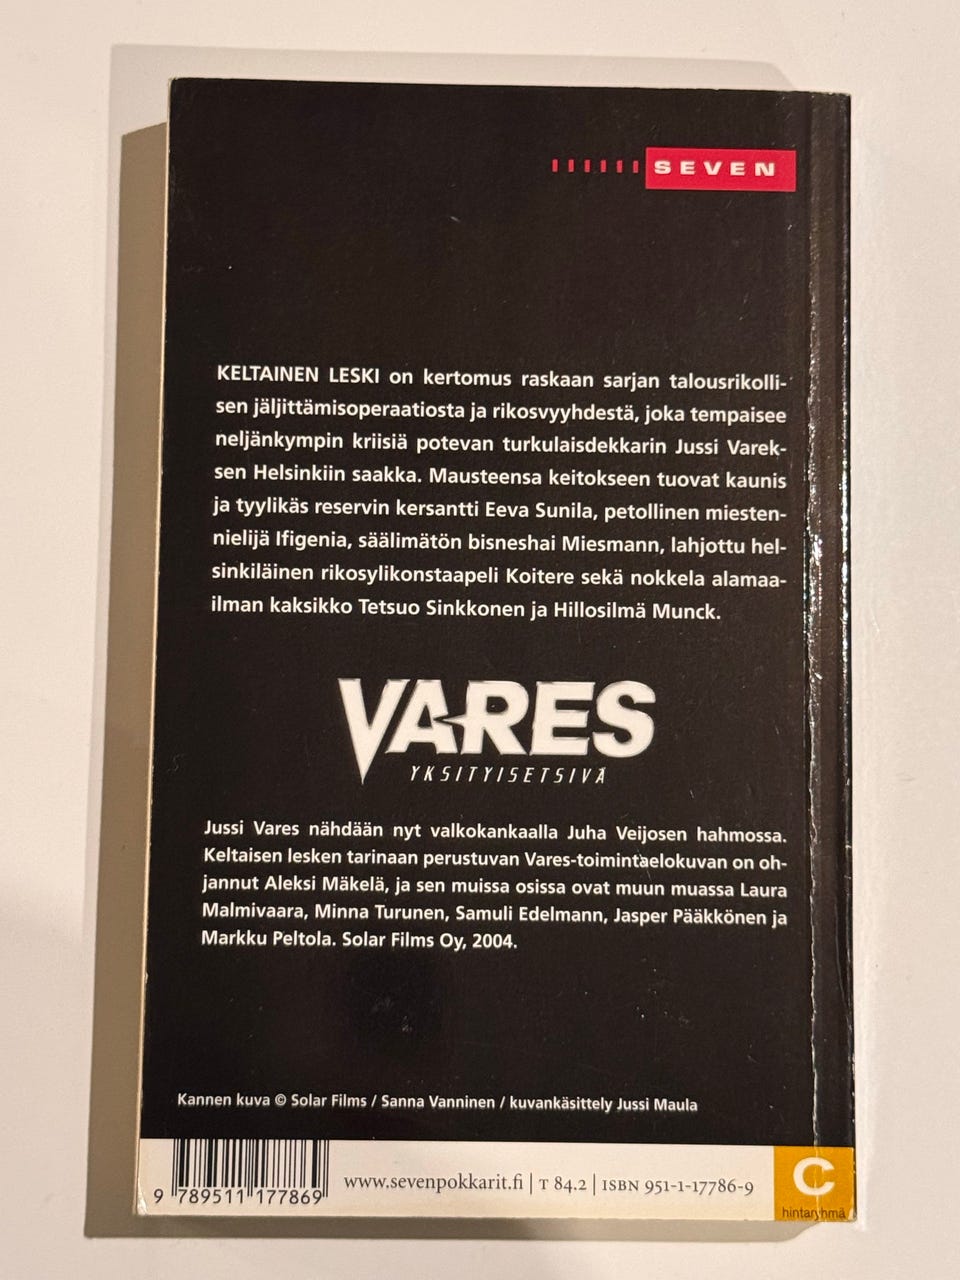 SEVEN
KELTAINEN LESKI on kertomus raskaan sarjan talousrikolli-
sen jäljittämisoperaatiosta ja rikosvyyhdestä, joka tempaisee
neljänkympin kriisiä potevan turkulaisdekkarin Jussi Varek-
sen Helsinkiin saakka. Mausteensa keitokseen tuovat kaunis
ja tyylikäs reservin kersantti Eeva Sunila, petollinen miesten-
nielijä Ifigenia, säälimätön bisneshai Miesmann, lahjottu hel-
sinkiläinen rikosylikonstaapeli Koitere sekä nokkela alamaa-
ilman kaksikko Tetsuo Sinkkonen ja Hillosilmä Munck.
VARES
YKSITYISETSIVÄ
Jussi Vares nähdään nyt valkokankaalla Juha Veijosen hahmossa.
Keltaisen lesken tarinaan perustuvan Vares-toimintaelokuvan on oh-
jannut Aleksi Mäkelä, ja sen muissa osissa ovat muun muassa Laura
Malmivaara, Minna Turunen, Samuli Edelmann, Jasper Pääkkönen ja
Markku Peltola. Solar Films Oy, 2004.
Kannen kuva © Solar Films / Sanna Vanninen / kuvankäsittely Jussi Maula
9 789511 177869
www.sevenpokkarit.fi | T 84.2 | ISBN 951-1-17786-9
C
hintaryhmä